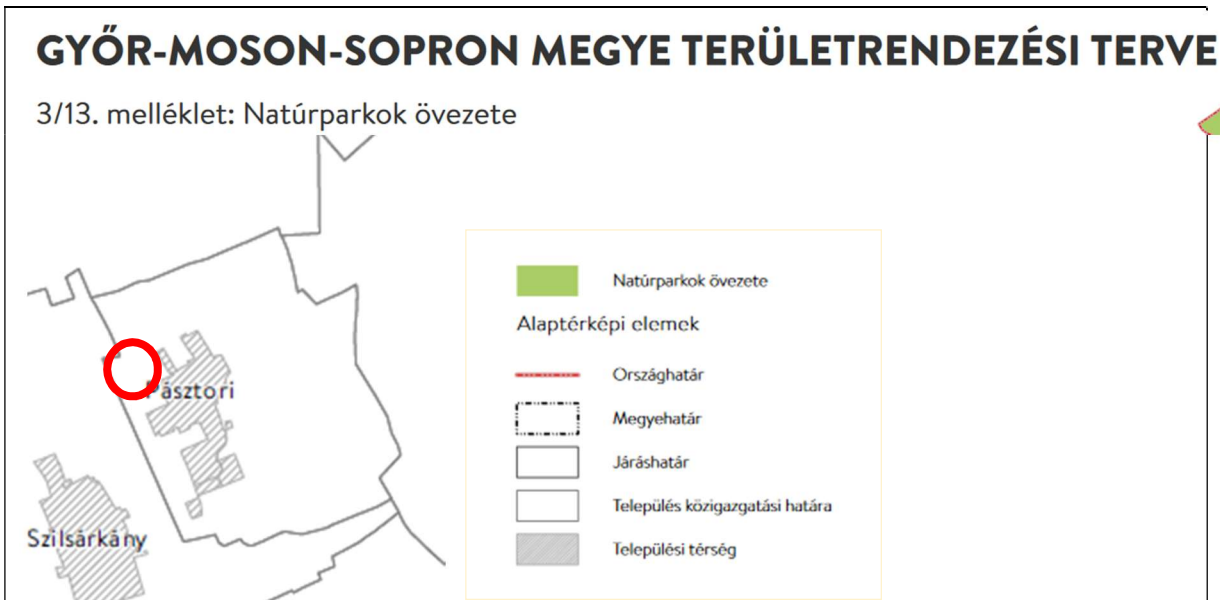 GYŐR-MOSON-SOPRON MEGYE TERÜLETRENDEZÉSI TERVE
3/13. melléklet: Natúrparkok övezete
Natúrparkok övezete
Alaptérképi elemek
Országhatár
Megyehatár
Járáshatár
Település közigazgatási határa
Települési térség
Pásztori
Szilsárkány